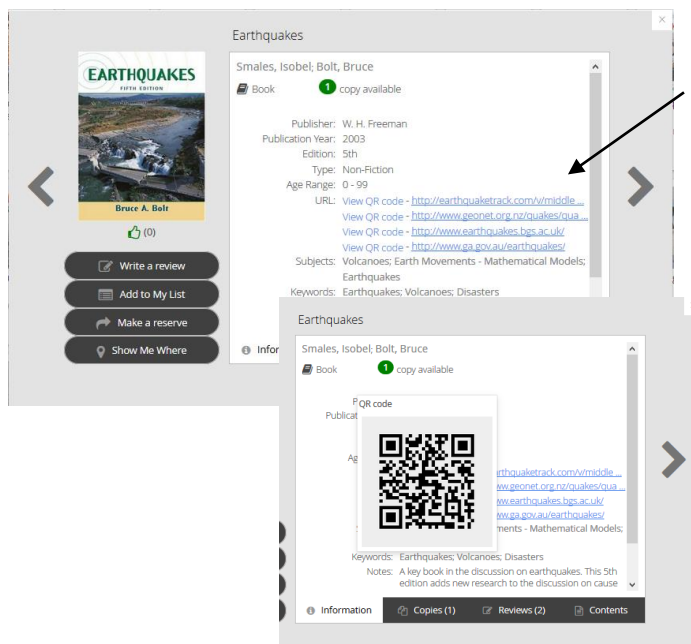 Earthquakes
×
EARTHQUAKES
FIFTH EDITION
Bruce A. Bolt
(0)
Write a review
Add to My List
Make a reserve
Show Me Where
Smales, Isobel; Bolt, Bruce
Book 1 copy available
Publisher: W. H. Freeman
Publication Year: 2003
Edition: 5th
Type: Non-Fiction
Age Range: 0 - 99
URL: View QR code - http://earthquaketrack.com/v/middle ...
View QR code - http://www.geonet.org.nz/quakes/qua ...
View QR code - http://www.earthquakes.bgs.ac.uk/
View QR code - http://www.ga.gov.au/earthquakes/
Subjects: Volcanoes; Earth Movements - Mathematical Models;
Earthquakes
Keywords: Earthquakes; Volcanoes; Disasters
Infor
Earthquakes
Smales, Isobel; Bolt, Bruce
Book 1 copy available
P
QR code
Publicat
Ag
rthquaketrack.com/v/middle ...
ww.geonet.org.nz/quakes/qua ...
ww.earthquakes.bgs.ac.uk/
ww.ga.gov.au/earthquakes/
ments - Mathematical Models;
Keywords: Earthquakes; Volcanoes; Disasters
Notes: A key book in the discussion on earthquakes. This 5th
edition adds new research to the discussion on cause
Information Copies (1) Reviews (2) Contents